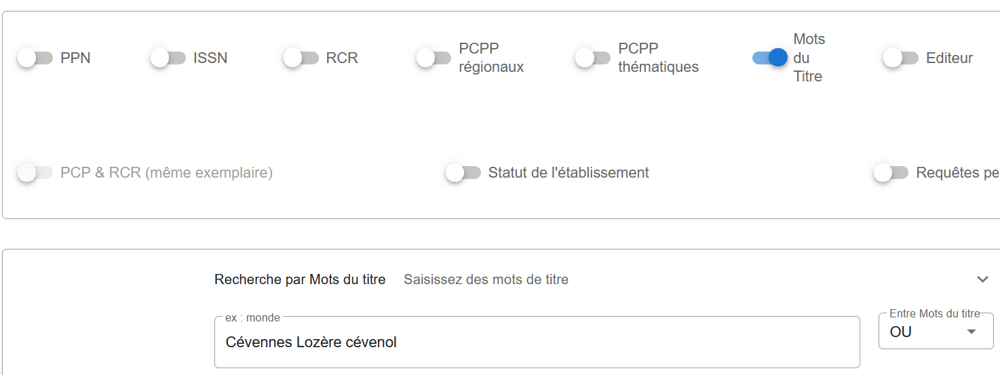 PPN
ISSN
RCR
PCPP
régionaux
PCPP
thématiques
Mots
du
Titre
Editeur
PCP & RCR (même exemplaire)
Statut de l'établissement
Requêtes pe
Recherche par Mots du titre Saisissez des mots de titre
ex : monde
Cévennes Lozère cévenol
Entre Mots du titre
OU